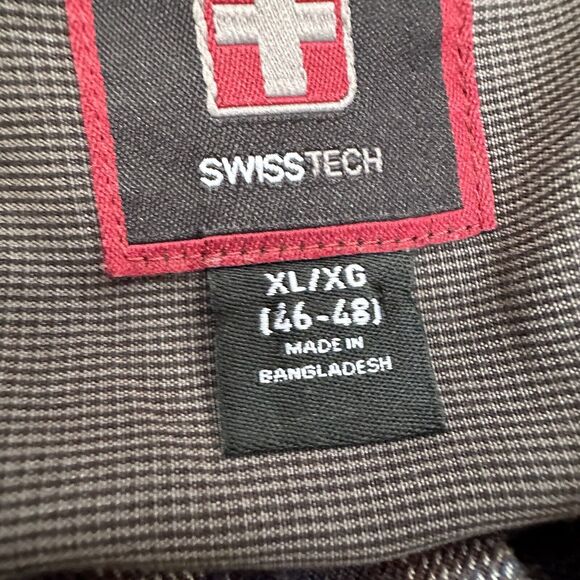 SWISSTECH
XL/XG
(46-48)
MADE IN
BANGLADESH